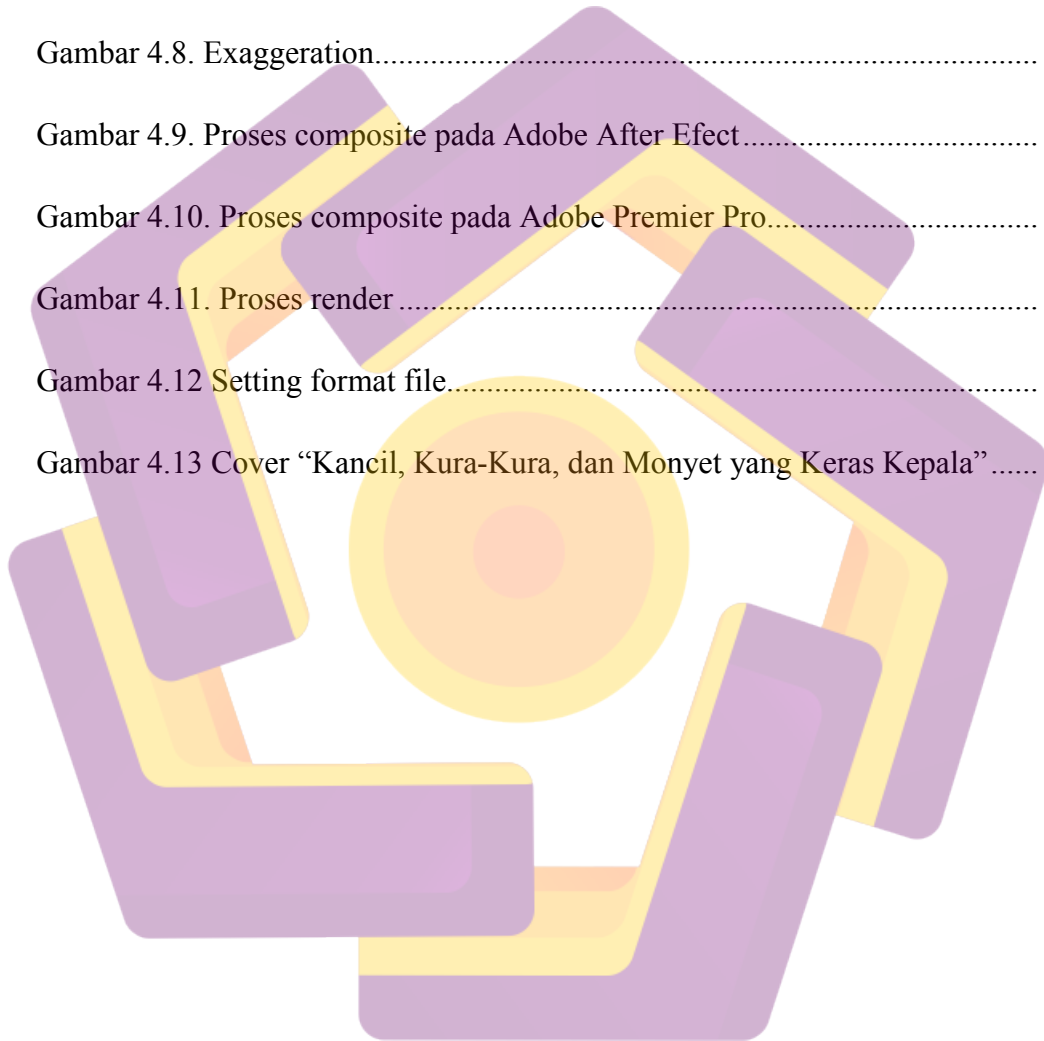 Gambar 4.8. Exaggeration....................................................................................
Gambar 4.9. Proses composite pada Adobe After Efect.....................................
Gambar 4.10. Proses composite pada Adobe Premier Pro..................................
Gambar 4.11. Proses render .................................................................................
Gambar 4.12 Setting format file...........................................................................
Gambar 4.13 Cover “Kancil, Kura-Kura, dan Monyet yang Keras Kepala”......